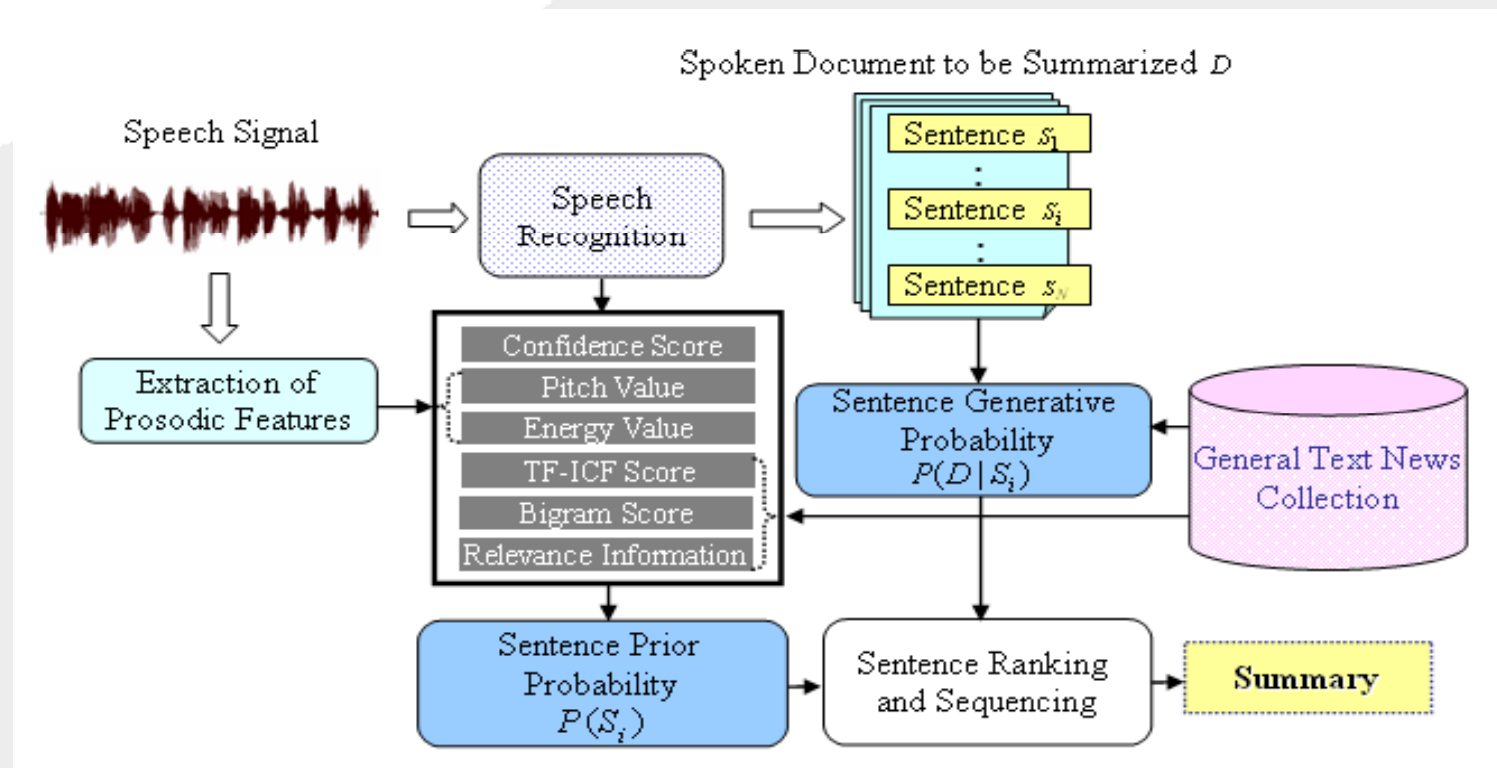 Spoken Document to be Summarized D
Speech Signal
Sentence S₁
⋮
Sentence Sᵢ
⋮
Sentence S_N
Speech
Recognition
Confidence Score
Pitch Value
Energy Value
TF-ICF Score
Bigram Score
Relevance Information
Extraction of
Prosodic Features
Sentence Generative
Probability
P(D|Sᵢ)
General Text News
Collection
Sentence Prior
Probability
P(Sᵢ)
Sentence Ranking
and Sequencing
Summary